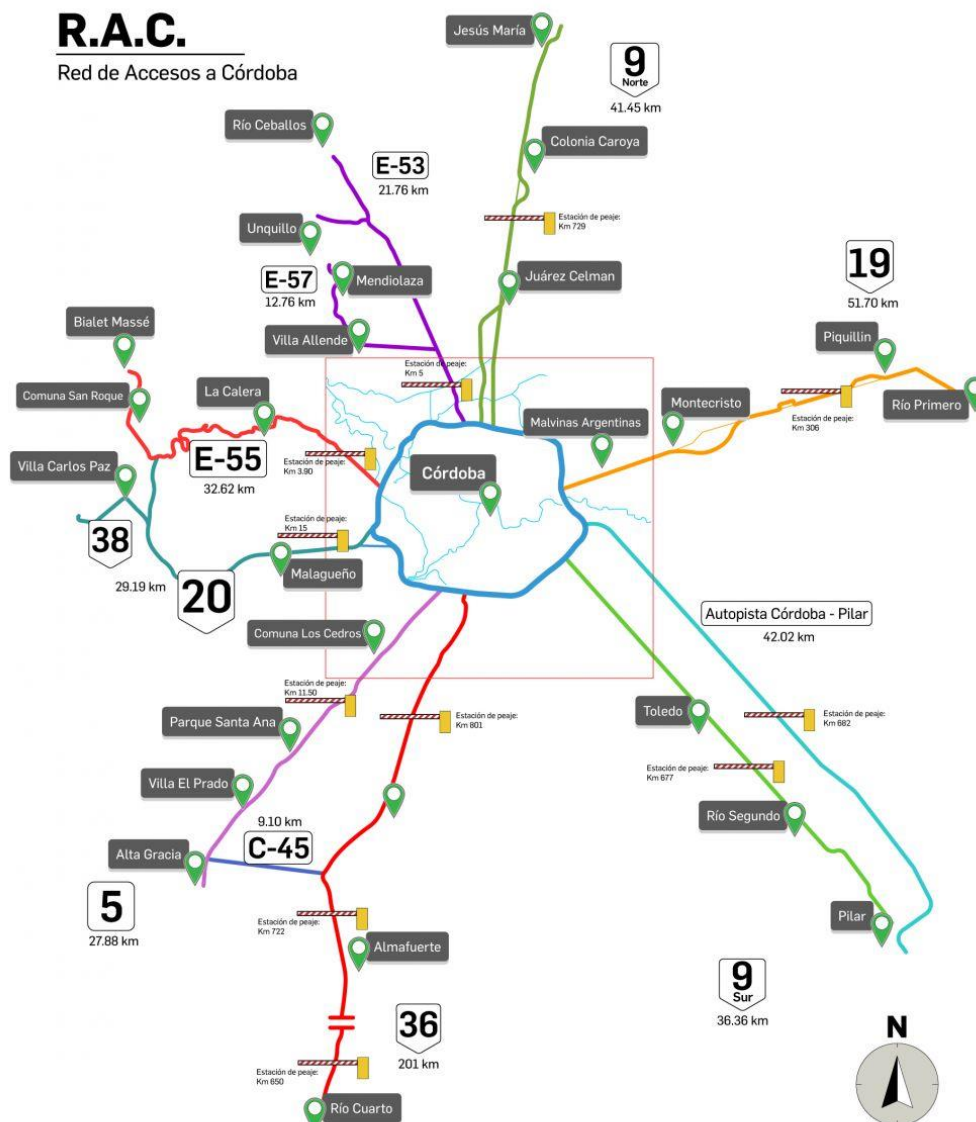 R.A.C.
Red de Accesos a Córdoba
Jesús María
9
Norte
41.45 km
Río Ceballos
E-53
21.76 km
Colonia Caroya
Estación de peaje:
Km 729
Unquillo
E-57
12.76 km
Mendiolaza
Juárez Celman
19
51.70 km
Bialet Massé
Villa Allende
Piquillin
Estación de peaje:
Km 5
Comuna San Roque
La Calera
Montecristo
Río Primero
Estación de peaje:
Km 306
Malvinas Argentinas
E-55
32.62 km
Estación de peaje:
Km 3.90
Villa Carlos Paz
Córdoba
38
Estación de peaje:
Km 15
29.19 km
20
Malagueño
Autopista Córdoba - Pilar
42.02 km
Comuna Los Cedros
Estación de peaje:
Km 11.50
Parque Santa Ana
Estación de peaje:
Km 801
Toledo
Estación de peaje:
Km 682
Estación de peaje:
Km 677
Villa El Prado
9.10 km
C-45
Río Segundo
Alta Gracia
5
27.88 km
Estación de peaje:
Km 722
Almafuerte
Pilar
9
Sur
36.36 km
36
201 km
N
Estación de peaje:
Km 650
Río Cuarto